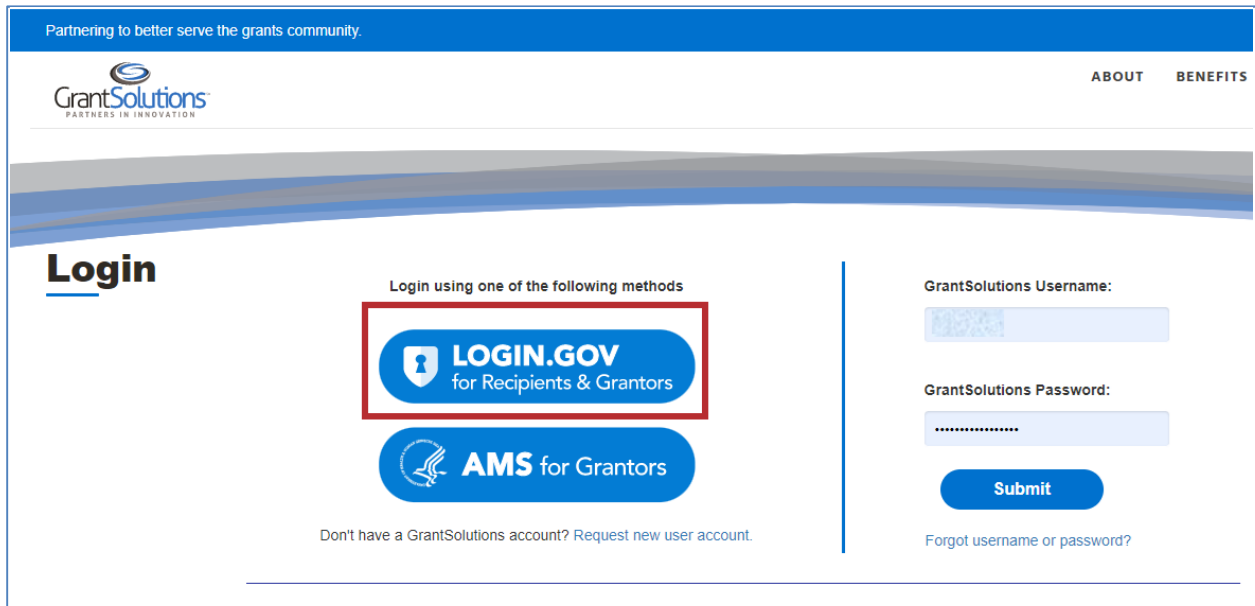 Partnering to better serve the grants community.
GrantSolutions
PARTNERS IN INNOVATION
ABOUT BENEFITS
Login
Login using one of the following methods
LOGIN.GOV
for Recipients & Grantors
AMS for Grantors
Don't have a GrantSolutions account? Request new user account.
GrantSolutions Username:
GrantSolutions Password:
•••••••••••••••••
Submit
Forgot username or password?